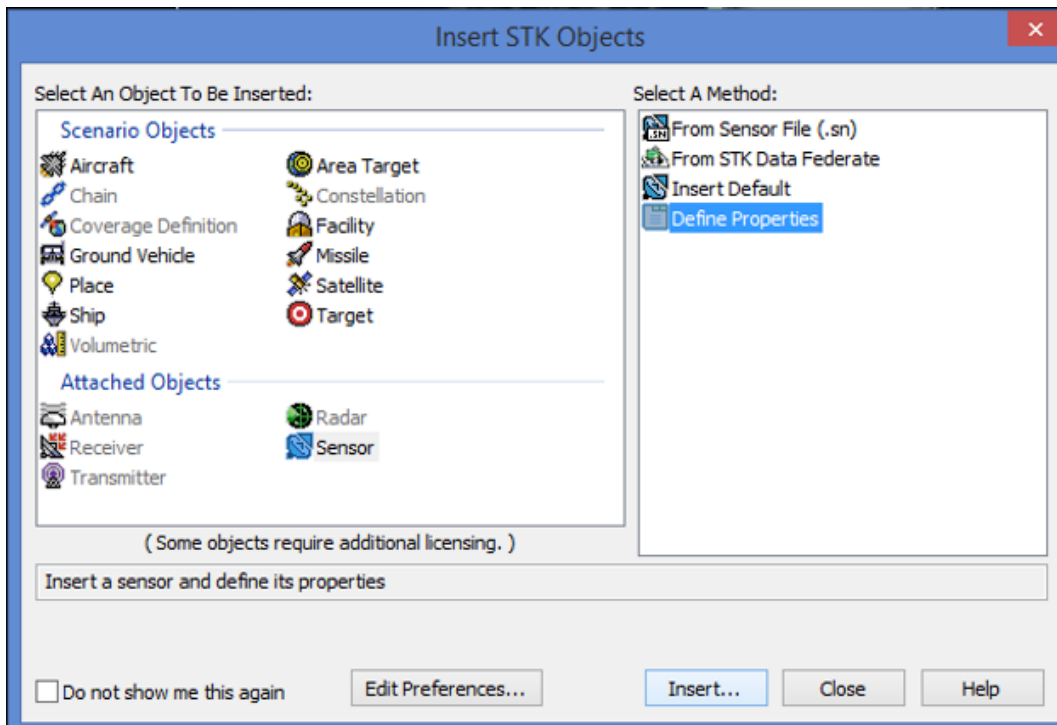 Insert STK Objects
Select An Object To Be Inserted:
Scenario Objects
Aircraft Area Target
Chain Constellation
Coverage Definition Facility
Ground Vehicle Missile
Place Satellite
Ship Target
Volumetric
Attached Objects
Antenna Radar
Receiver Sensor
Transmitter
( Some objects require additional licensing. )
Select A Method:
.SN From Sensor File (.sn)
From STK Data Federate
Insert Default
Define Properties
Insert a sensor and define its properties
Do not show me this again
Edit Preferences...
Insert...
Close
Help